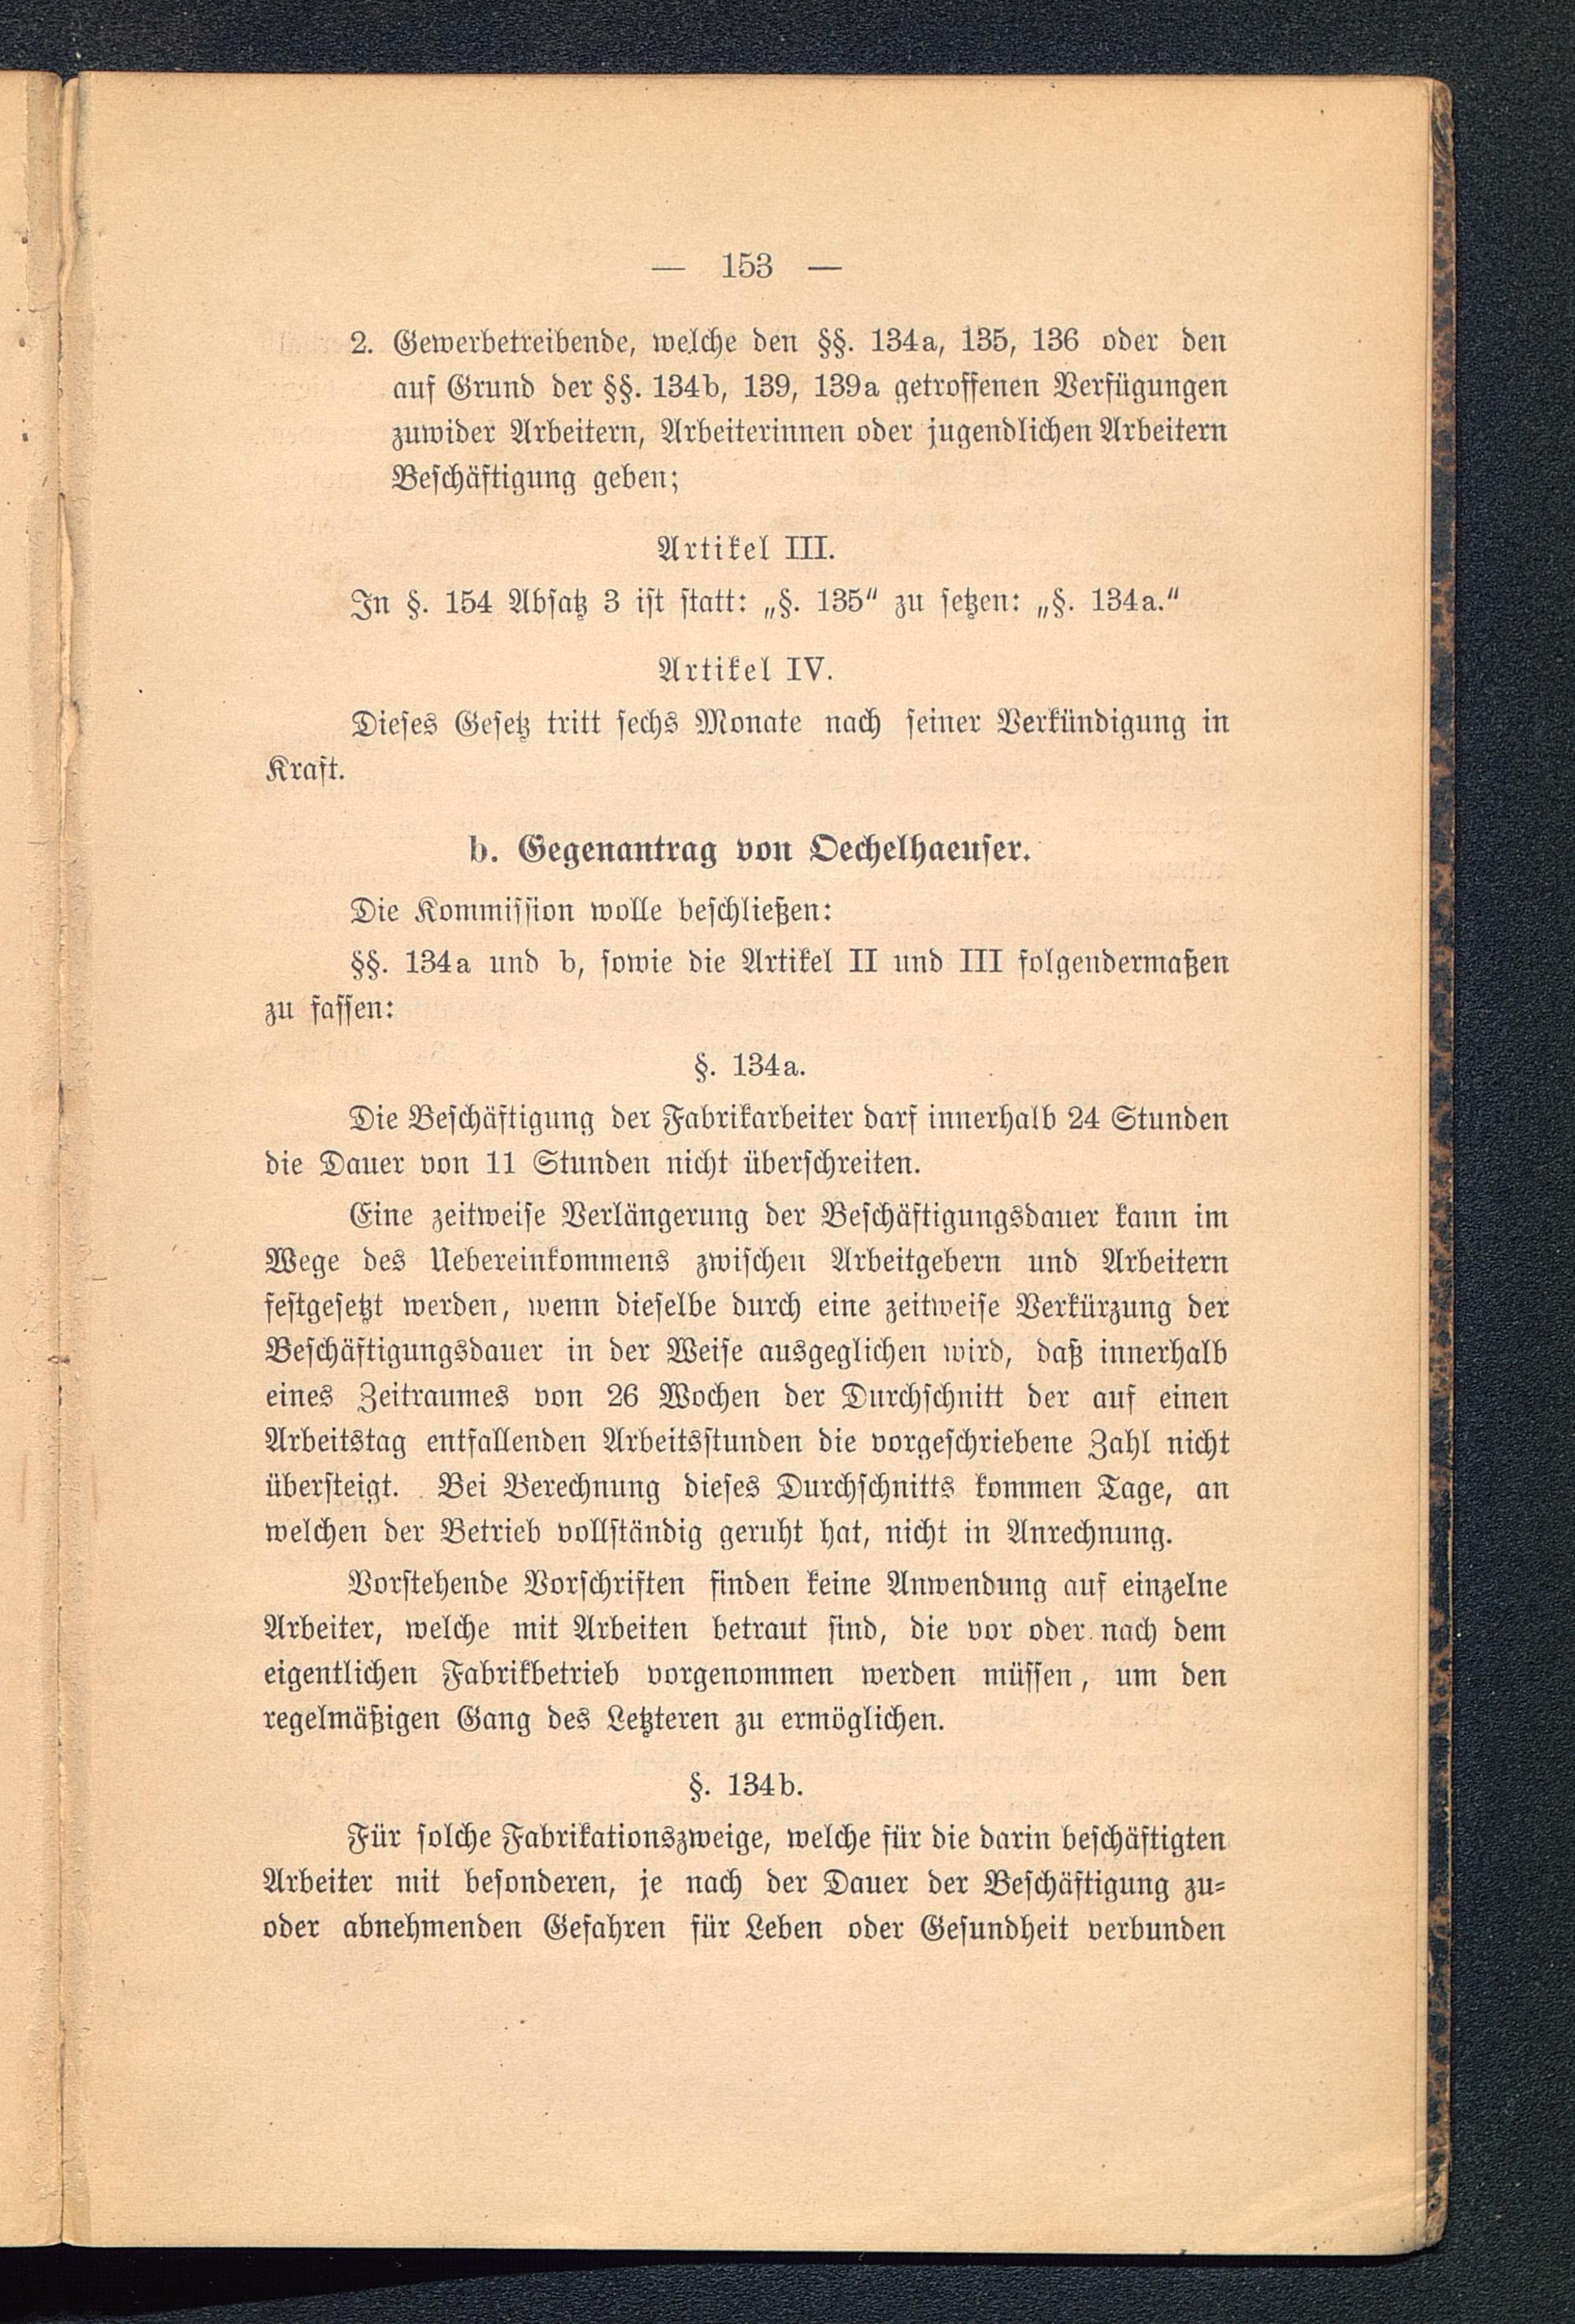 — 153 —
2. Gewerbetreibende, welche den §§. 134a, 135, 136 oder den
auf Grund der §§. 134b, 139, 139a getroffenen Verfügungen
zuwider Arbeitern, Arbeiterinnen oder jugendlichen Arbeitern
Beschäftigung geben;
Artikel III.
In §. 154 Absatz 3 ist statt: „§. 135“ zu setzen: „§. 134a.“
Artikel IV.
Dieses Gesetz tritt sechs Monate nach seiner Verkündigung in
Kraft.
b. Gegenantrag von Oechelhaeuser.
Die Kommission wolle beschließen:
§§. 134a und b, sowie die Artikel II und III folgendermaßen
zu fassen:
§. 134a.
Die Beschäftigung der Fabrikarbeiter darf innerhalb 24 Stunden
die Dauer von 11 Stunden nicht überschreiten.
Eine zeitweise Verlängerung der Beschäftigungsdauer kann im
Wege des Uebereinkommens zwischen Arbeitgebern und Arbeitern
festgesetzt werden, wenn dieselbe durch eine zeitweise Verkürzung der
Beschäftigungsdauer in der Weise ausgeglichen wird, daß innerhalb
eines Zeitraumes von 26 Wochen der Durchschnitt der auf einen
Arbeitstag entfallenden Arbeitsstunden die vorgeschriebene Zahl nicht
übersteigt. Bei Berechnung dieses Durchschnitts kommen Tage, an
welchen der Betrieb vollständig geruht hat, nicht in Anrechnung.
Vorstehende Vorschriften finden keine Anwendung auf einzelne
Arbeiter, welche mit Arbeiten betraut sind, die vor oder nach dem
eigentlichen Fabrikbetrieb vorgenommen werden müssen, um den
regelmäßigen Gang des Letzteren zu ermöglichen.
§. 134b.
Für solche Fabrikationszweige, welche für die darin beschäftigten
Arbeiter mit besonderen, je nach der Dauer der Beschäftigung zu-
oder abnehmenden Gefahren für Leben oder Gesundheit verbunden